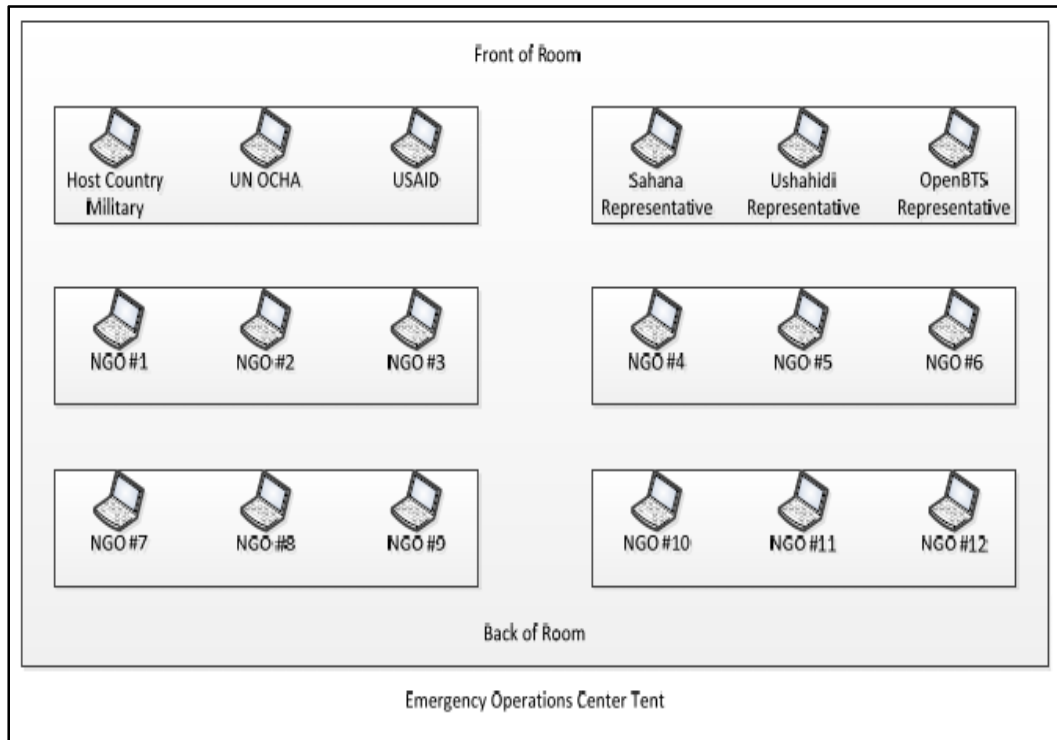 Front of Room
Host Country
Military
UN OCHA
USAID
Sahana
Representative
Ushahidi
Representative
OpenBTS
Representative
NGO #1
NGO #2
NGO #3
NGO #4
NGO #5
NGO #6
NGO #7
NGO #8
NGO #9
NGO #10
NGO #11
NGO #12
Back of Room
Emergency Operations Center Tent